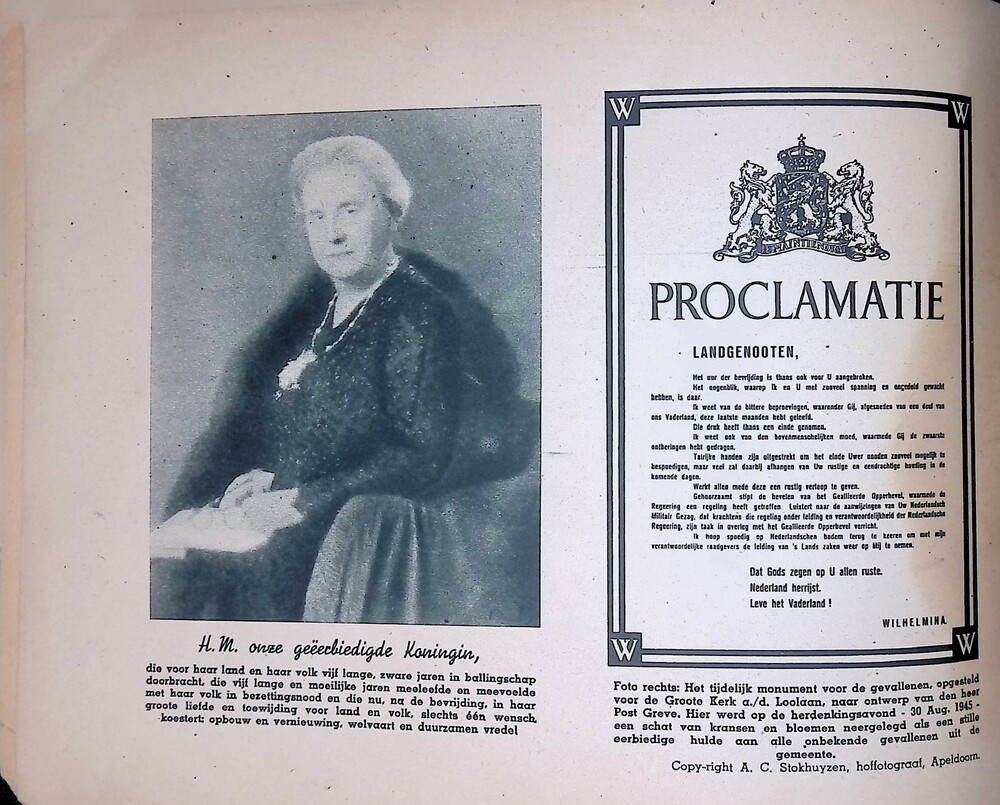 H.M. onze geëerbiedigde Koningin,
die voor haar land en haar volk vijf lange, zware jaren in ballingschap
doorbracht, die vijf lange en moeilijke jaren meeleefde en meevoelde
met haar volk in bezettingsnood en die nu, na de bevrijding, in haar
groote liefde en toewijding voor land en volk, slechts één wensch
koestert: opbouw en vernieuwing, welvaart en duurzamen vrede!
W W
PROCLAMATIE
LANDGENOOTEN,
Het uur der bevrijding is thans ook voor U aangebroken.
Het oogenblik, waarop Ik en U met zooveel spanning en ongeduld gewacht
hebben, is daar.
Ik weet van de bittere beproevingen, waaronder Gij, afgesneden van een deel van
ons Vaderland, deze laatste maanden hebt geleefd.
Die druk heeft thans een einde genomen.
Ik weet ook van den bovenmenschelijken moed, waarmede Gij de zwaarste
ontberingen hebt gedragen.
Talrijke handen zijn uitgestrekt om het einde Uwer nooden zooveel mogelijk te
bespoedigen, maar veel zal daarbij afhangen van Uw rustige en eendrachtige houding in de
komende dagen.
Werkt allen mede deze een rustig verloop te geven.
Gehoorzaamt stipt de bevelen van het Geallieerde Opperbevel, waarmede de
Regeering een regeling heeft getroffen. Luistert naar de aanwijzingen van Uw Nederlandsch
Militair Gezag, dat krachtens die regeling onder leiding en verantwoordelijkheid der Nederlandsche
Regeering, zijn taak in overleg met het Geallieerde Opperbevel verricht.
Ik hoop spoedig op Nederlandschen bodem terug te keeren om met mijn
verantwoordelijke raadgevers de leiding van 's Lands zaken weer op Mij te nemen.
Dat Gods zegen op U allen ruste.
Nederland herrijst.
Leve het Vaderland!
WILHELMINA.
W W
Foto rechts: Het tijdelijk monument voor de gevallenen, opgesteld
voor de Groote Kerk a./d. Loolaan, naar ontwerp van den heer
Post Greve. Hier werd op de herdenkingsavond - 30 Aug. 1945 -
een schat van kransen en bloemen neergelegd als een stille
eerbiedige hulde aan alle onbekende gevallenen uit de
gemeente.
Copy-right A. C. Stokhuyzen, hoffotograaf, Apeldoorn.